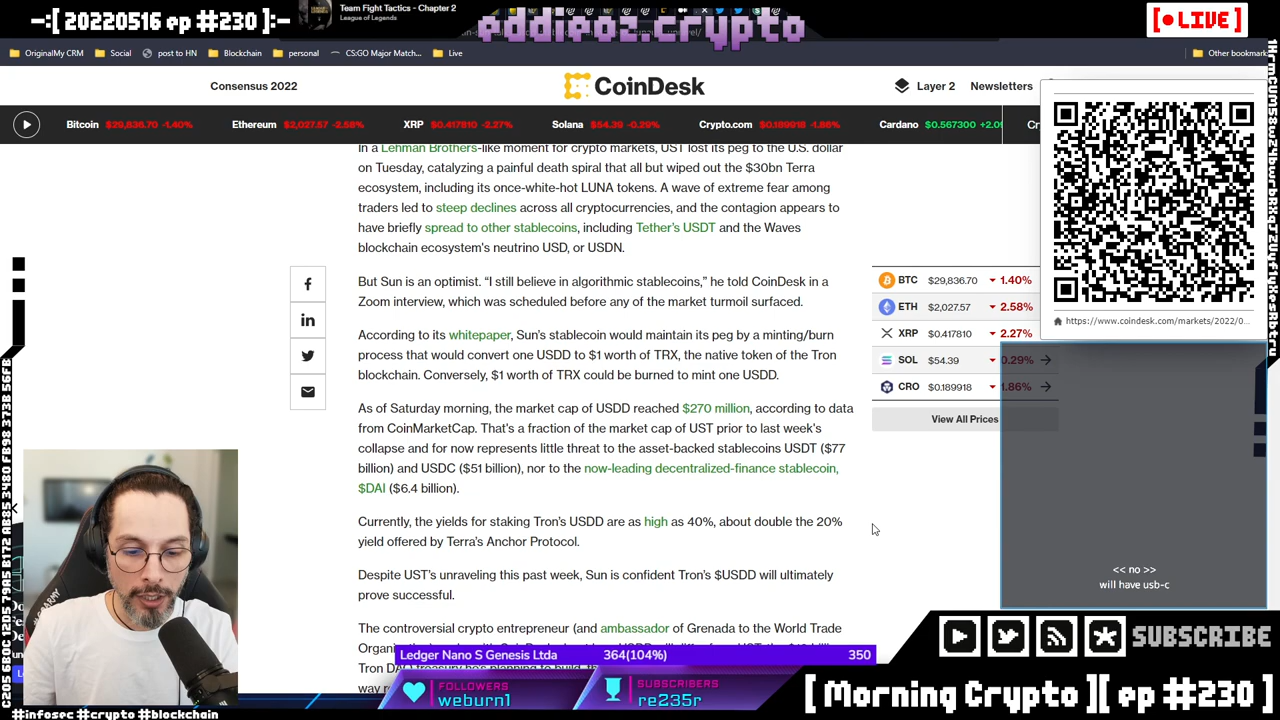 —:[ 20220516 ep #230 ]:—
Team Fight Tactics - Chapter 2
League of Legends
eddieoz.crypto
[ • LIVE ]
OriginalMy CRM
Social
post to HN
Blockchain
personal
CS:GO Major Match...
Live
Other bookmark
Consensus 2022
CoinDesk
Layer 2
Newsletters
Bitcoin $29,836.70 -1.40%
Ethereum $2,027.57 -2.58%
XRP $0.417810 -2.27%
Solana $54.39 -0.29%
Crypto.com $0.189918 -1.86%
Cardano $0.567300 +2.0
Cr
In a Lehman Brothers-like moment for crypto markets, UST lost its peg to the U.S. dollar
on Tuesday, catalyzing a painful death spiral that all but wiped out the $30bn Terra
ecosystem, including its once-white-hot LUNA tokens. A wave of extreme fear among
traders led to steep declines across all cryptocurrencies, and the contagion appears to
have briefly spread to other stablecoins, including Tether's USDT and the Waves
blockchain ecosystem's neutrino USD, or USDN.
But Sun is an optimist. “I still believe in algorithmic stablecoins,” he told CoinDesk in a
Zoom interview, which was scheduled before any of the market turmoil surfaced.
According to its whitepaper, Sun's stablecoin would maintain its peg by a minting/burn
process that would convert one USDD to $1 worth of TRX, the native token of the Tron
blockchain. Conversely, $1 worth of TRX could be burned to mint one USDD.
As of Saturday morning, the market cap of USDD reached $270 million, according to data
from CoinMarketCap. That's a fraction of the market cap of UST prior to last week's
collapse and for now represents little threat to the asset-backed stablecoins USDT ($77
billion) and USDC ($51 billion), nor to the now-leading decentralized-finance stablecoin,
$DAI ($6.4 billion).
Currently, the yields for staking Tron's USDD are as high as 40%, about double the 20%
yield offered by Terra's Anchor Protocol.
Despite UST's unraveling this past week, Sun is confident Tron's $USDD will ultimately
prove successful.
The controversial crypto entrepreneur (and ambassador of Grenada to the World Trade
BTC $29,836.70 1.40%
ETH $2,027.57 2.58%
XRP $0.417810 2.27%
SOL $54.39 0.29%
CRO $0.189918 1.86%
View All Prices
https://www.coindesk.com/markets/2022/0...
<< no >>
will have usb-c
Ledger Nano S Genesis Ltda 364(104%) 350
FOLLOWERS
weburn1
SUBSCRIBERS
re235r
SUBSCRIBE
[ Morning Crypto ][ ep #230 ]
#infosec #crypto #blockchain